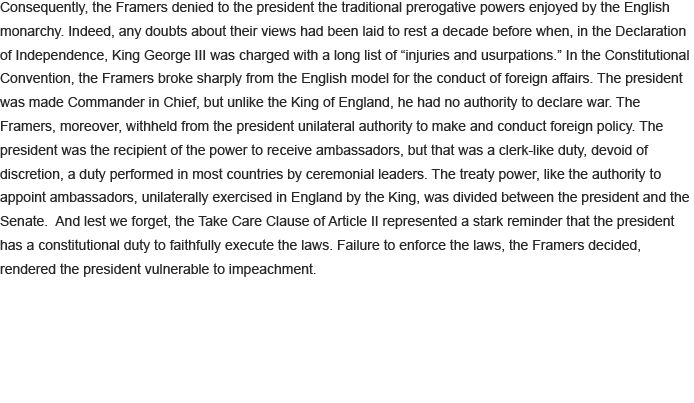 Consequently, the Framers denied to the president the traditional prerogative powers enjoyed by the English
monarchy. Indeed, any doubts about their views had been laid to rest a decade before when, in the Declaration
of Independence, King George III was charged with a long list of “injuries and usurpations.” In the Constitutional
Convention, the Framers broke sharply from the English model for the conduct of foreign affairs. The president
was made Commander in Chief, but unlike the King of England, he had no authority to declare war. The
Framers, moreover, withheld from the president unilateral authority to make and conduct foreign policy. The
president was the recipient of the power to receive ambassadors, but that was a clerk-like duty, devoid of
discretion, a duty performed in most countries by ceremonial leaders. The treaty power, like the authority to
appoint ambassadors, unilaterally exercised in England by the King, was divided between the president and the
Senate.  And lest we forget, the Take Care Clause of Article II represented a stark reminder that the president
has a constitutional duty to faithfully execute the laws. Failure to enforce the laws, the Framers decided,
rendered the president vulnerable to impeachment.